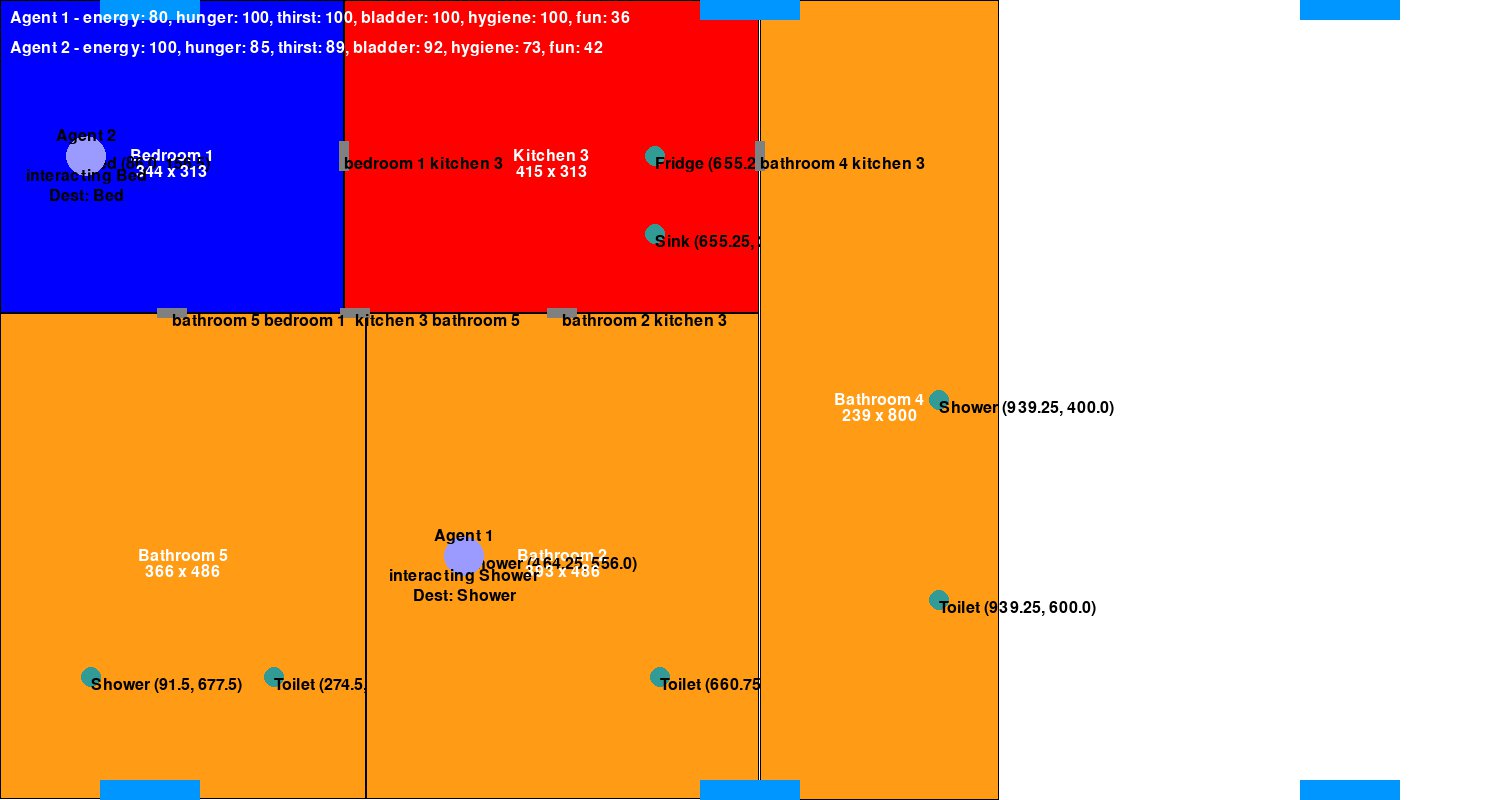 Agent 1 - energy: 80, hunger: 100, thirst: 100, bladder: 100, hygiene: 100, fun: 36
Agent 2 - energy: 100, hunger: 85, thirst: 89, bladder: 92, hygiene: 73, fun: 42
Agent 2
Bedroom 1
344 x 313
interacting Bed
Dest: Bed
bedroom 1 kitchen 3
Kitchen 3
415 x 313
Fridge (655.2
bathroom 4 kitchen 3
Sink (655.25,
bathroom 5 bedroom 1
kitchen 3 bathroom 5
bathroom 2 kitchen 3
Bathroom 4
239 x 800
Shower (939.25, 400.0)
Toilet (939.25, 600.0)
Bathroom 5
366 x 486
Agent 1
Bathroom 2
393 x 486
ower (464.25, 556.0)
interacting Shower
Dest: Shower
Shower (91.5, 677.5)
Toilet (274.5,
Toilet (660.75